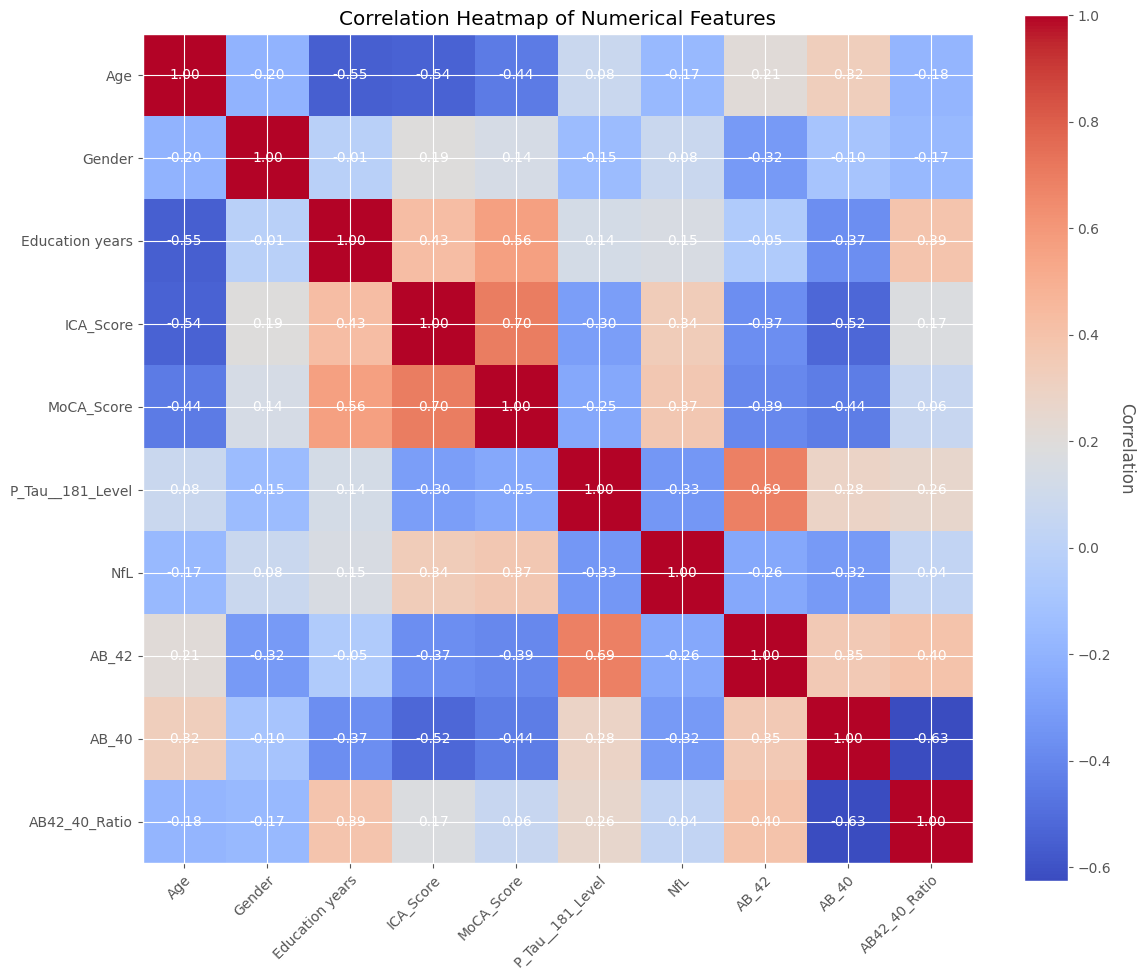 Correlation Heatmap of Numerical Features
Age 1.00 -0.20 -0.55 -0.54 -0.44 0.08 -0.17 0.21 0.32 -0.18
Gender -0.20 1.00 -0.01 0.19 0.14 -0.15 0.08 -0.32 -0.10 -0.17
Education years -0.55 -0.01 1.00 0.43 0.56 0.14 0.15 -0.05 -0.37 0.39
ICA_Score -0.54 0.19 0.43 1.00 0.70 -0.30 0.34 -0.37 -0.52 0.17
MoCA_Score -0.44 0.14 0.56 0.70 1.00 -0.25 0.37 -0.39 -0.44 0.06
P_Tau__181_Level 0.08 -0.15 0.14 -0.30 -0.25 1.00 -0.33 0.69 0.28 0.26
NfL -0.17 0.08 0.15 0.34 0.37 -0.33 1.00 -0.26 -0.32 0.04
AB_42 0.21 -0.32 -0.05 -0.37 -0.39 0.69 -0.26 1.00 0.35 0.40
AB_40 0.32 -0.10 -0.37 -0.52 -0.44 0.28 -0.32 0.35 1.00 -0.63
AB42_40_Ratio -0.18 -0.17 0.39 0.17 0.06 0.26 0.04 0.40 -0.63 1.00
Age
Gender
Education years
ICA_Score
MoCA_Score
P_Tau__181_Level
NfL
AB_42
AB_40
AB42_40_Ratio
1.0
0.8
0.6
0.4
0.2
0.0
−0.2
−0.4
−0.6
Correlation